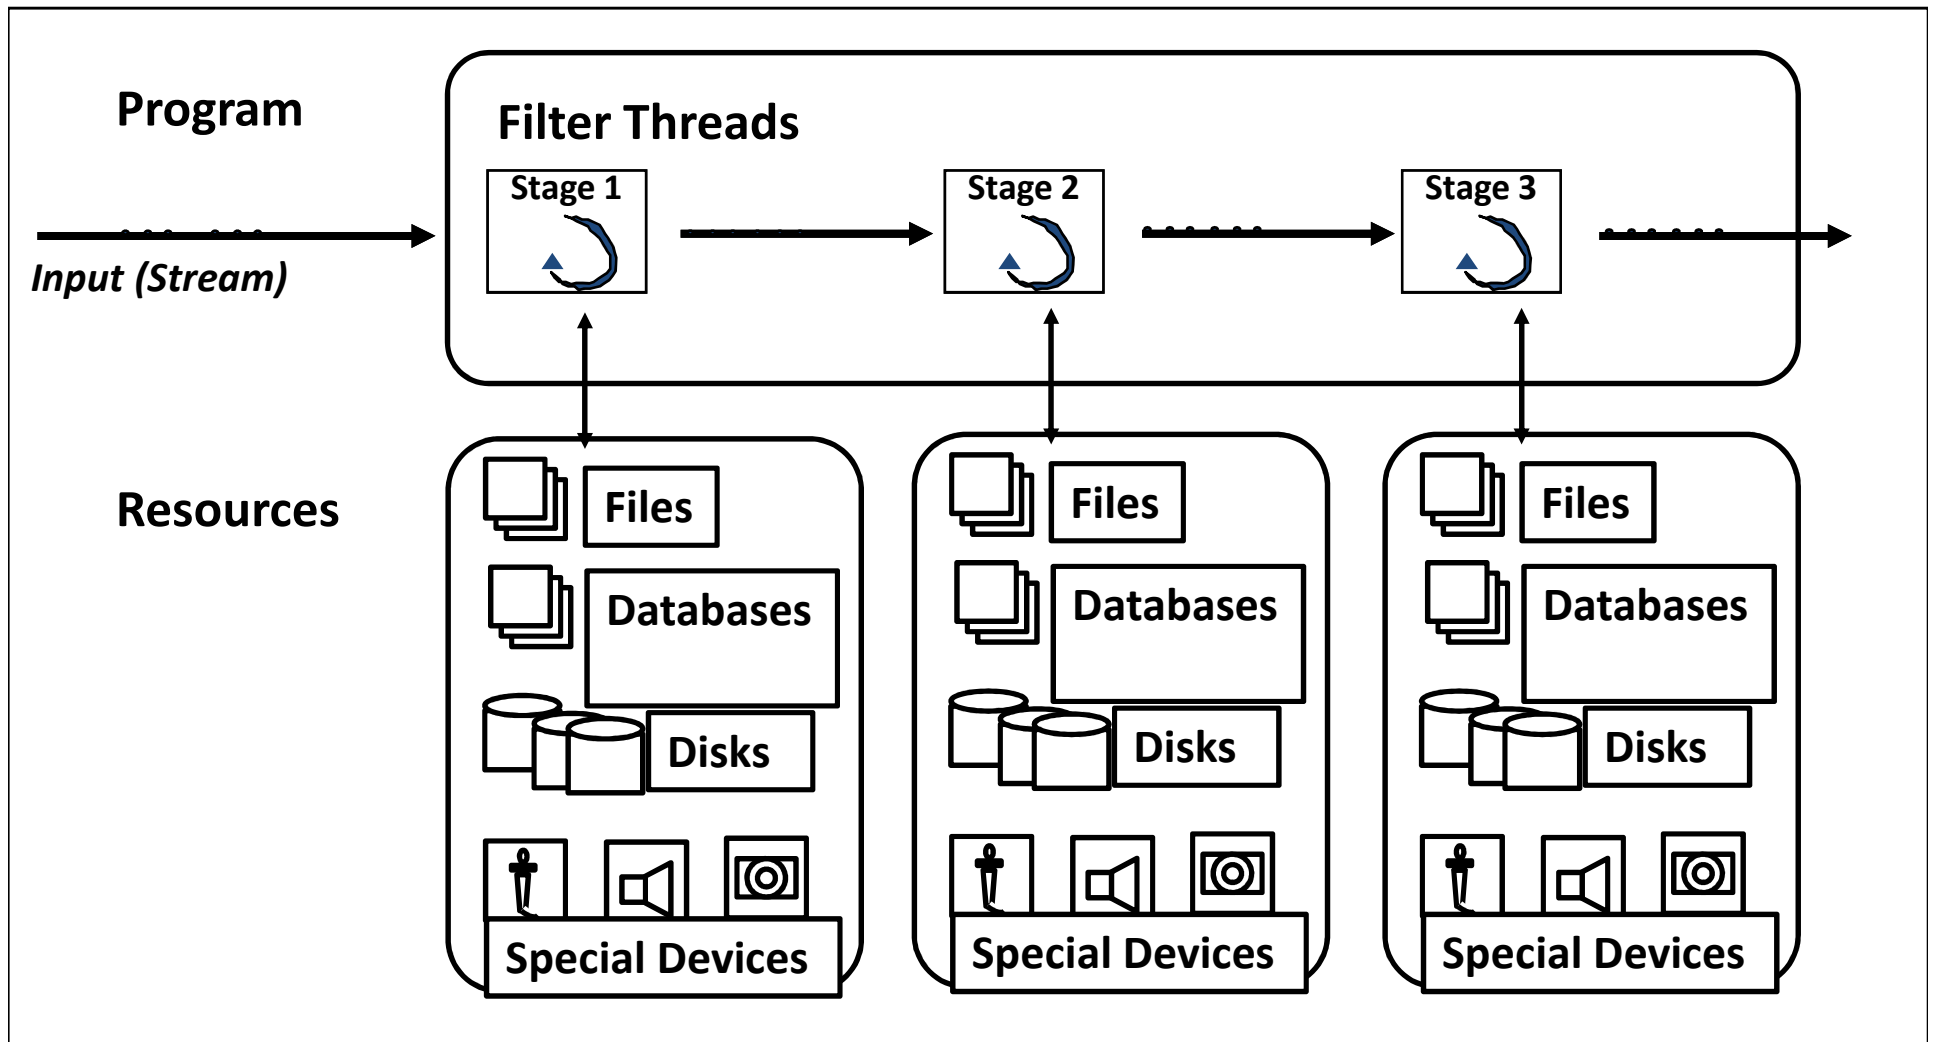 Program
Filter Threads
Stage 1
Stage 2
Stage 3
Input (Stream)
Resources
Files
Databases
Disks
Special Devices
Files
Databases
Disks
Special Devices
Files
Databases
Disks
Special Devices